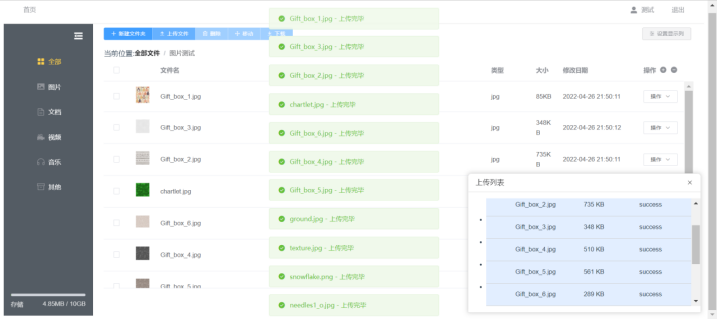 首页
测试 退出
全部
图片
文档
视频
音乐
其他
存储 4.85MB / 10GB
+ 新建文件夹 上传文件 删除 + 移动 下载 设置显示列
当前位置:全部文件 / 图片测试
文件名 类型 大小 修改日期 操作
Gift_box_1.jpg jpg 85KB 2022-04-26 21:50:11 操作
Gift_box_3.jpg jpg 348KB 2022-04-26 21:50:12 操作
Gift_box_2.jpg jpg 735KB 2022-04-26 21:50:11 操作
chartlet.jpg
Gift_box_6.jpg
Gift_box_4.jpg
Gift_box_5.jpg
Gift_box_1.jpg - 上传完毕
Gift_box_3.jpg - 上传完毕
Gift_box_2.jpg - 上传完毕
chartlet.jpg - 上传完毕
Gift_box_6.jpg - 上传完毕
Gift_box_4.jpg - 上传完毕
Gift_box_5.jpg - 上传完毕
ground.jpg - 上传完毕
texture.jpg - 上传完毕
snowflake.png - 上传完毕
needles1_o.jpg - 上传完毕
上传列表
Gift_box_2.jpg 735 KB success
Gift_box_3.jpg 348 KB success
Gift_box_4.jpg 510 KB success
Gift_box_5.jpg 561 KB success
Gift_box_6.jpg 289 KB success